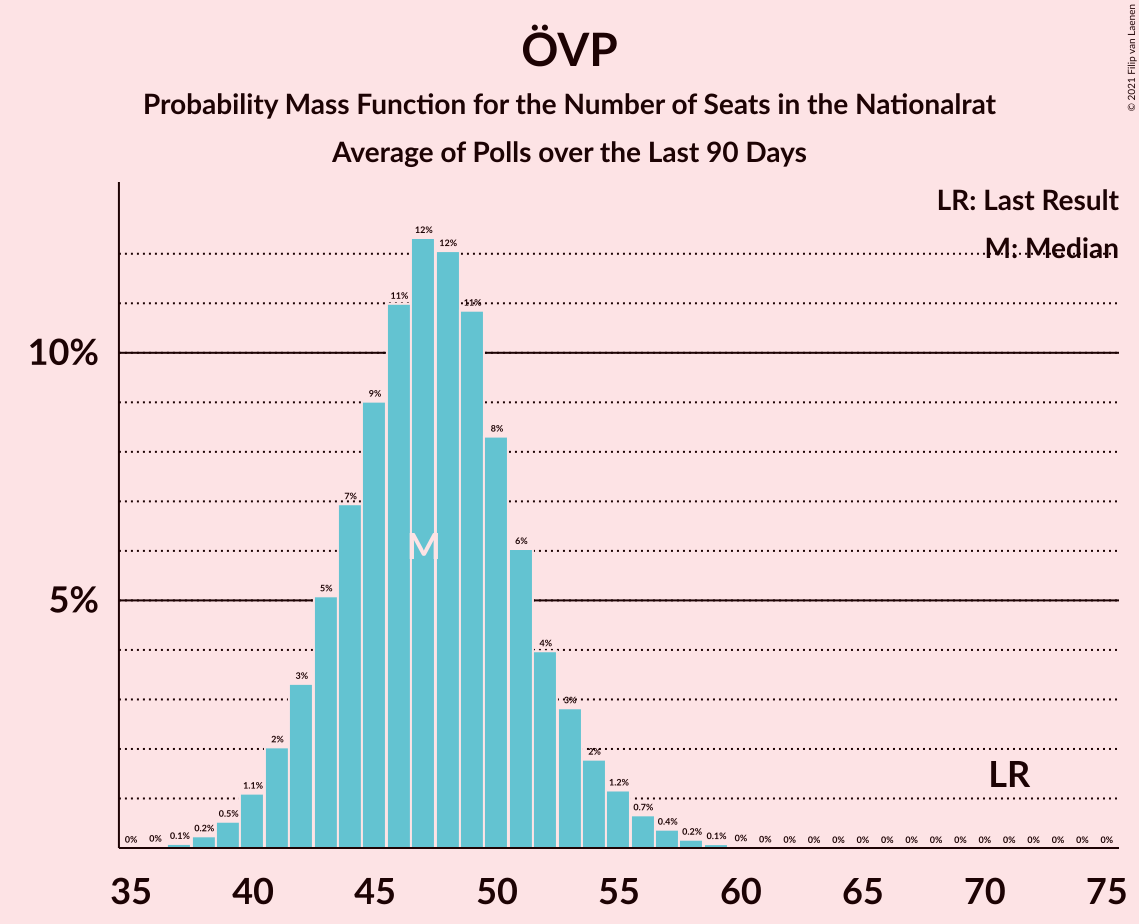 ÖVP
Probability Mass Function for the Number of Seats in the Nationalrat
Average of Polls over the Last 90 Days
© 2021 Filip van Laenen
LR: Last Result
M: Median
10%
5%
0% 0% 0.1% 0.2% 0.5% 1.1% 2% 3% 5% 7% 9% 11% 12% 12% 11% 8% 6% 4% 3% 2% 1.2% 0.7% 0.4% 0.2% 0.1% 0% 0% 0% 0% 0% 0% 0% 0% 0% 0% 0% 0% 0% 0% 0% 0%
M
LR
35 40 45 50 55 60 65 70 75